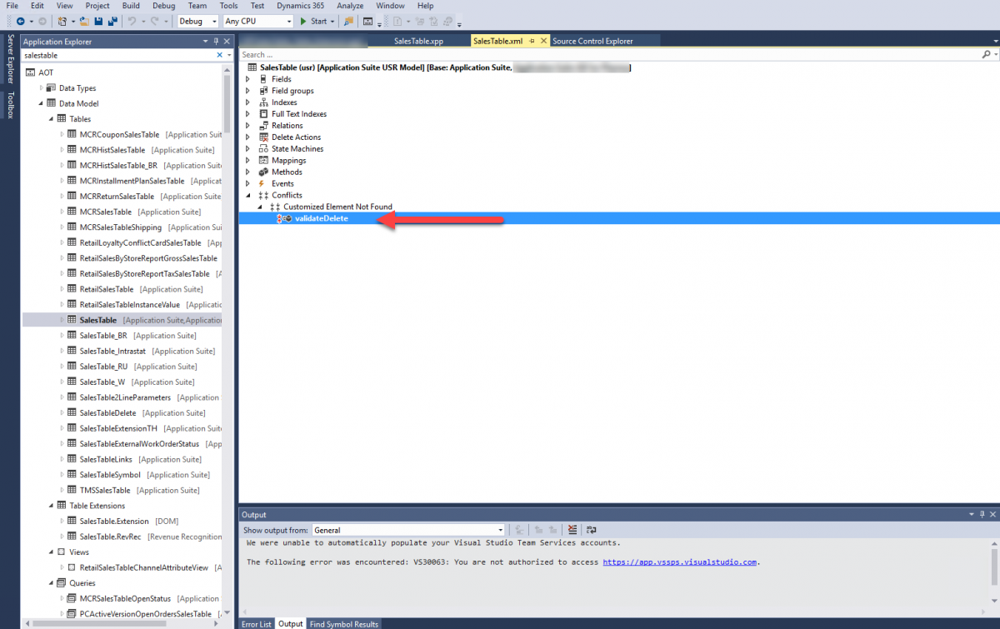 File Edit View Project Build Debug Team Tools Test Dynamics 365 Analyze Window Help
Debug Any CPU Start
Server Explorer
Toolbox
Application Explorer
salestable
AOT
Data Types
Data Model
Tables
MCRCouponSalesTable [Application Suit
MCRHistSalesTable [Application Suite]
MCRHistSalesTable_BR [Application Suite
MCRInstallmentPlanSalesTable [Applicat
MCRReturnSalesTable [Application Suite
MCRSalesTable [Application Suite]
MCRSalesTableShipping [Application Sui
RetailLoyaltyConflictCardSalesTable [App
RetailSalesByStoreReportGrossSalesTable
RetailSalesByStoreReportTaxSalesTable [A
RetailSalesTable [Application Suite]
RetailSalesTableInstanceValue [Applicatio
SalesTable [Application Suite,Application
SalesTable_BR [Application Suite]
SalesTable_Intrastat [Application Suite]
SalesTable_RU [Application Suite]
SalesTable_W [Application Suite]
SalesTable2LineParameters [Application
SalesTableDelete [Application Suite]
SalesTableExtensionTH [Application Suite
SalesTableExternalWorkOrderStatus [App
SalesTableLinks [Application Suite]
SalesTableSymbol [Application Suite]
TMSSalesTable [Application Suite]
Table Extensions
SalesTable.Extension [DOM]
SalesTable.RevRec [Revenue Recognition
Views
RetailSalesTableChannelAttributeView [A
Queries
MCRSalesTableOpenStatus [Application
PCActiveVersionOpenOrdersSalesTable [A
SalesTable.xpp SalesTable.xml Source Control Explorer
Search ...
SalesTable (usr) [Application Suite USR Model] [Base: Application Suite, ]
Fields
Field groups
Indexes
Full Text Indexes
Relations
Delete Actions
State Machines
Mappings
Methods
Events
Conflicts
Customized Element Not Found
validateDelete
Output
Show output from: General
We were unable to automatically populate your Visual Studio Team Services accounts.
The following error was encountered: VS30063: You are not authorized to access https://app.vssps.visualstudio.com.
Error List Output Find Symbol Results